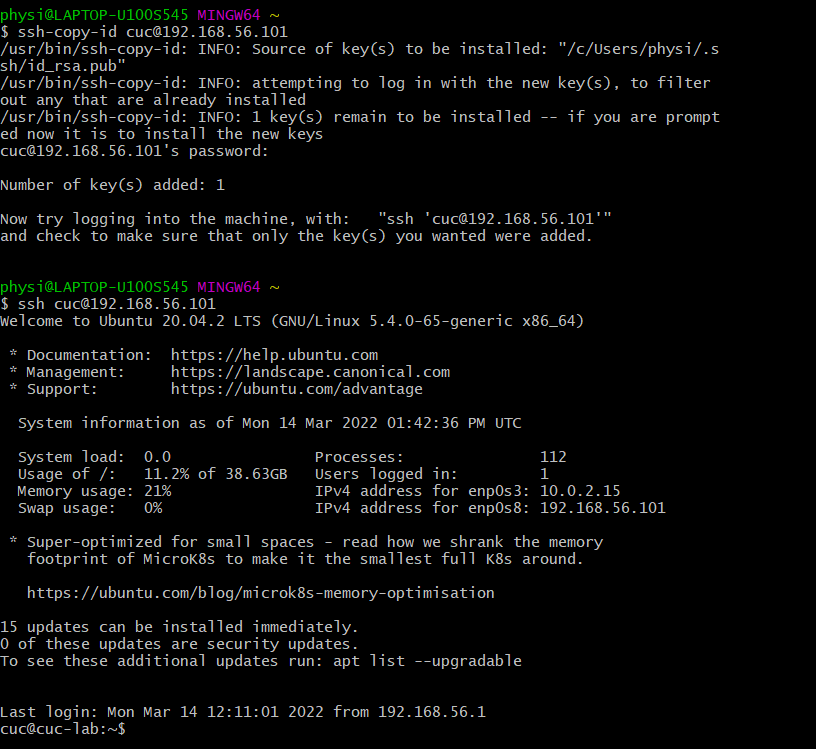 physi@LAPTOP-U100S545 MINGW64 ~
$ ssh-copy-id cuc@192.168.56.101
/usr/bin/ssh-copy-id: INFO: Source of key(s) to be installed: "/c/Users/physi/.s
sh/id_rsa.pub"
/usr/bin/ssh-copy-id: INFO: attempting to log in with the new key(s), to filter
out any that are already installed
/usr/bin/ssh-copy-id: INFO: 1 key(s) remain to be installed -- if you are prompt
ed now it is to install the new keys
cuc@192.168.56.101's password:
Number of key(s) added: 1
Now try logging into the machine, with:   "ssh 'cuc@192.168.56.101'"
and check to make sure that only the key(s) you wanted were added.
physi@LAPTOP-U100S545 MINGW64 ~
$ ssh cuc@192.168.56.101
Welcome to Ubuntu 20.04.2 LTS (GNU/Linux 5.4.0-65-generic x86_64)
 * Documentation:  https://help.ubuntu.com
 * Management:     https://landscape.canonical.com
 * Support:        https://ubuntu.com/advantage
  System information as of Mon 14 Mar 2022 01:42:36 PM UTC
  System load:  0.0                Processes:               112
  Usage of /:   11.2% of 38.63GB   Users logged in:         1
  Memory usage: 21%                IPv4 address for enp0s3: 10.0.2.15
  Swap usage:   0%                 IPv4 address for enp0s8: 192.168.56.101
 * Super-optimized for small spaces - read how we shrank the memory
   footprint of MicroK8s to make it the smallest full K8s around.
   https://ubuntu.com/blog/microk8s-memory-optimisation
15 updates can be installed immediately.
0 of these updates are security updates.
To see these additional updates run: apt list --upgradable
Last login: Mon Mar 14 12:11:01 2022 from 192.168.56.1
cuc@cuc-lab:~$